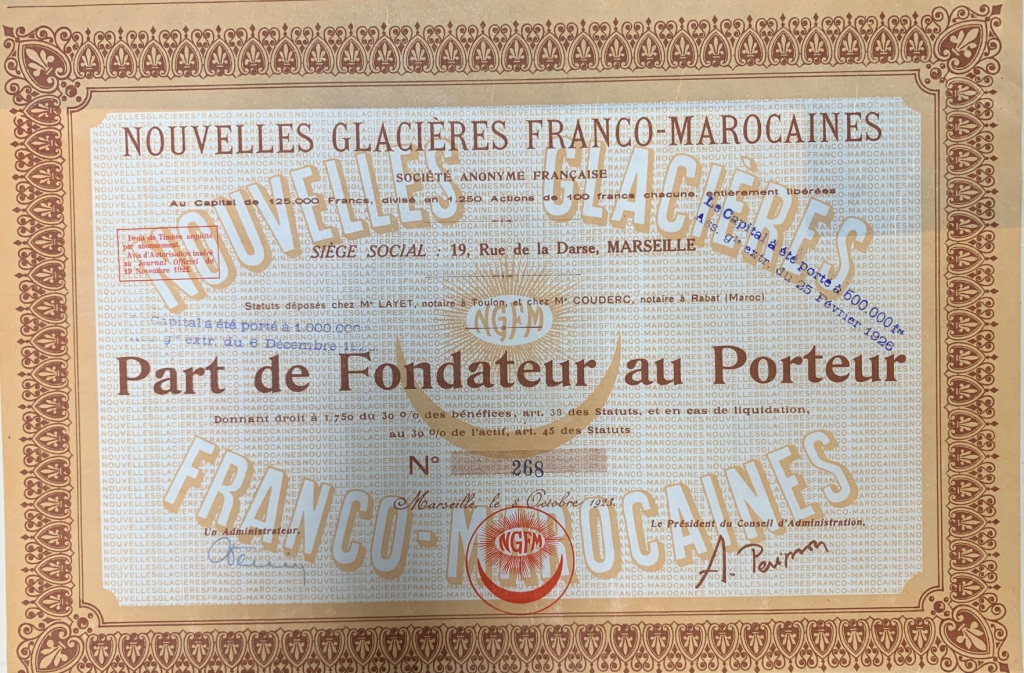 NOUVELLES GLACIÈRES FRANCO-MAROCAINES
SOCIÉTÉ ANONYME FRANÇAISE
Au Capital de 125.000 Francs, divisé en 1.250 Actions de 100 francs chacune, entièrement libérées
Le Capital a été porté à 500.000 frs
Ass. gle extr. du 25 Février 1926
Droit de Timbre acquitté
par abonnement
Avis d'Autorisation inséré
au Journal Officiel du
19 Novembre 1922.
SIÈGE SOCIAL : 19, Rue de la Darse, MARSEILLE
Statuts déposés chez Me LAYET, notaire à Toulon, et chez Me COUDERC, notaire à Rabat (Maroc)
NGFM
Capital a été porté à 1.000.000
gle extr. du 6 Décembre
Part de Fondateur au Porteur
Donnant droit à 1.750 du 30 % des bénéfices, art. 39 des Statuts, et en cas de liquidation,
au 30 % de l'actif, art. 45 des Statuts
No 268
Marseille, le Octobre 1923.
Un Administrateur,
Le Président du Conseil d'Administration,
NGFM
NOUVELLES GLACIÈRES
FRANCO-MAROCAINES